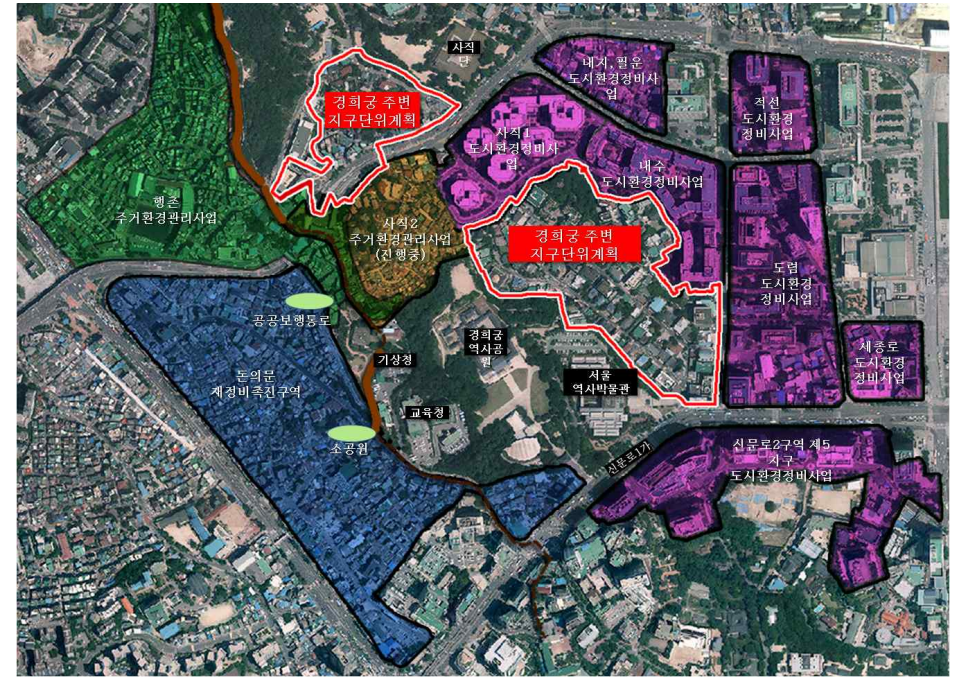 사직
단
내자,필운
도시환경정비사
업
경희궁 주변
지구단위계획
적선
도시환경
정비사업
사직1
도시환경정비사
업
내수
도시환경정비사업
행촌
주거환경관리사업
사직2
주거환경관리사업
(진행중)
경희궁 주변
지구단위계획
도렴
도시환경
정비사업
공공보행통로
경희궁
역사공
원
기상청
세종로
도시환경
정비사업
돈의문
재정비촉진구역
서울
역사박물관
교육청
소공원
신문로1가
신문로2구역 제5
지구
도시환경정비사업